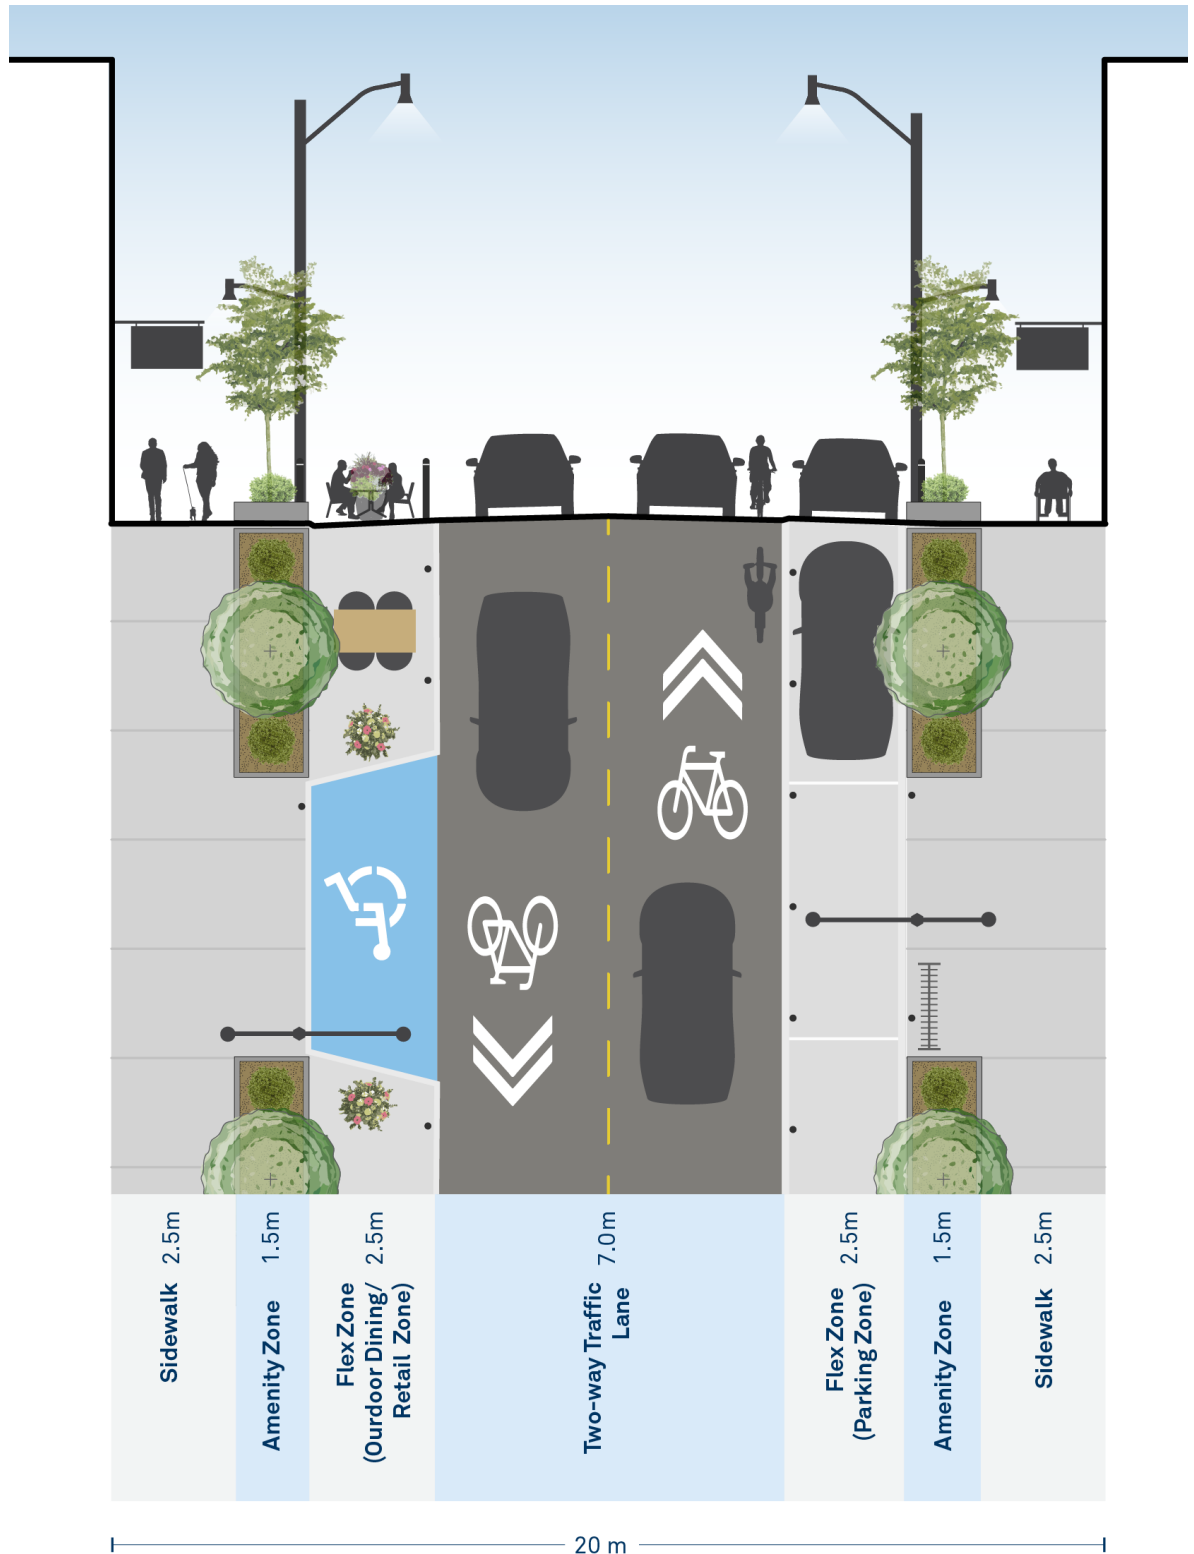 Sidewalk 2.5m
Amenity Zone 1.5m
Flex Zone
(Ourdoor Dining/ 2.5m
Retail Zone)
Two-way Traffic 7.0m
Lane
Flex Zone 2.5m
(Parking Zone)
Amenity Zone 1.5m
Sidewalk 2.5m
20 m